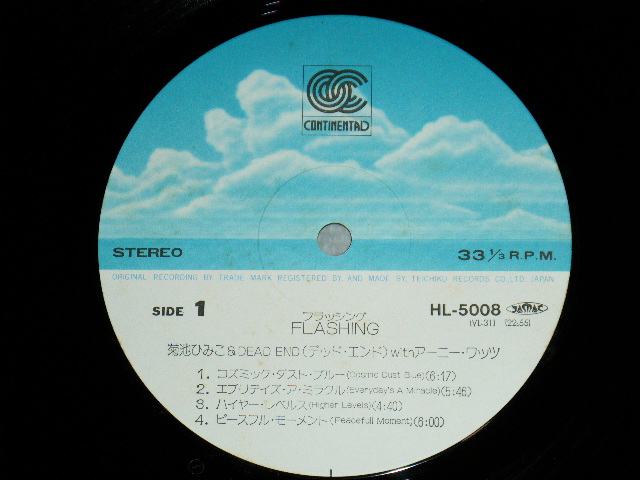 CONTINENTAL
STEREO
33 1/3 R.P.M.
ORIGINAL RECORDING BY TRADE MARK REGISTERED BY, AND MADE BY, TEICHIKU RECORDS CO., LTD. JAPAN
SIDE 1
フラッシング
FLASHING
HL-5008 JASRAC
(VL-31) (22:55)
菊池ひみこ&DEAD END(デッド・エンド)withアーニー・ワッツ
1. コズミック・ダスト・ブルー(Cosmic Dust Blue)(6:17)
2. エブリデイズ・ア・ミラクル(Everyday's A Miracle)(5:46)
3. ハイヤー・レベルス(Higher Levels)(4:40)
4. ピースフル・モーメント(Peacefull Moment)(6:00)